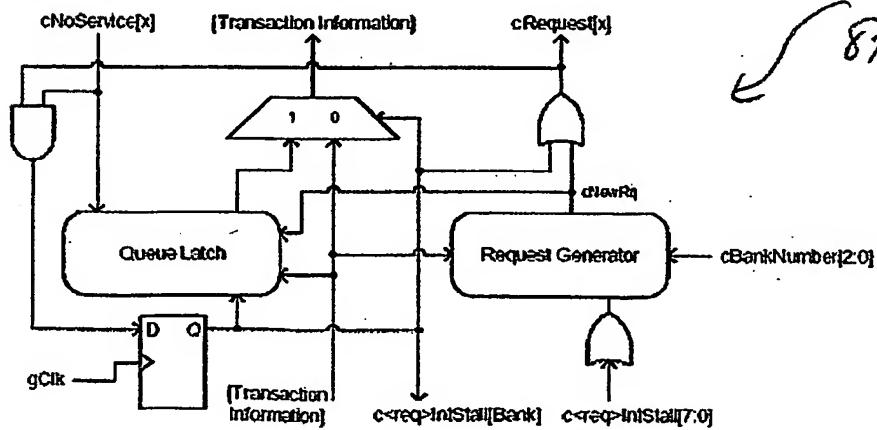 cNoService[x]
{Transaction Information}
cRequest[x]
1 0
cNewRq
Queue Latch
Request Generator
cBankNumber[2:0]
D Q
gClk
{Transaction
Information}
c<req>IntStall[Bank]
c<req>IntStall[7:0]